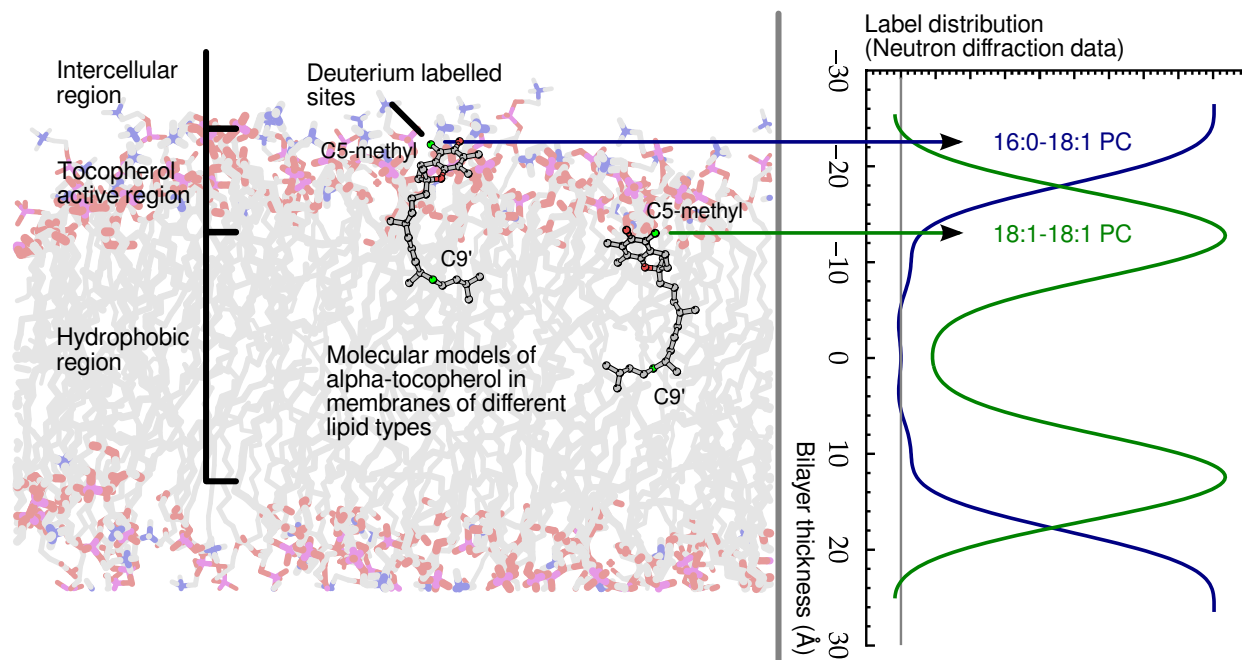 Intercellular
region
Tocopherol
active region
Hydrophobic
region
Deuterium labelled
sites
C5-methyl
C9'
C5-methyl
C9'
Molecular models of
alpha-tocopherol in
membranes of different
lipid types
Label distribution
(Neutron diffraction data)
16:0-18:1 PC
18:1-18:1 PC
−30
−20
−10
0
10
20
30
Bilayer thickness (Å)